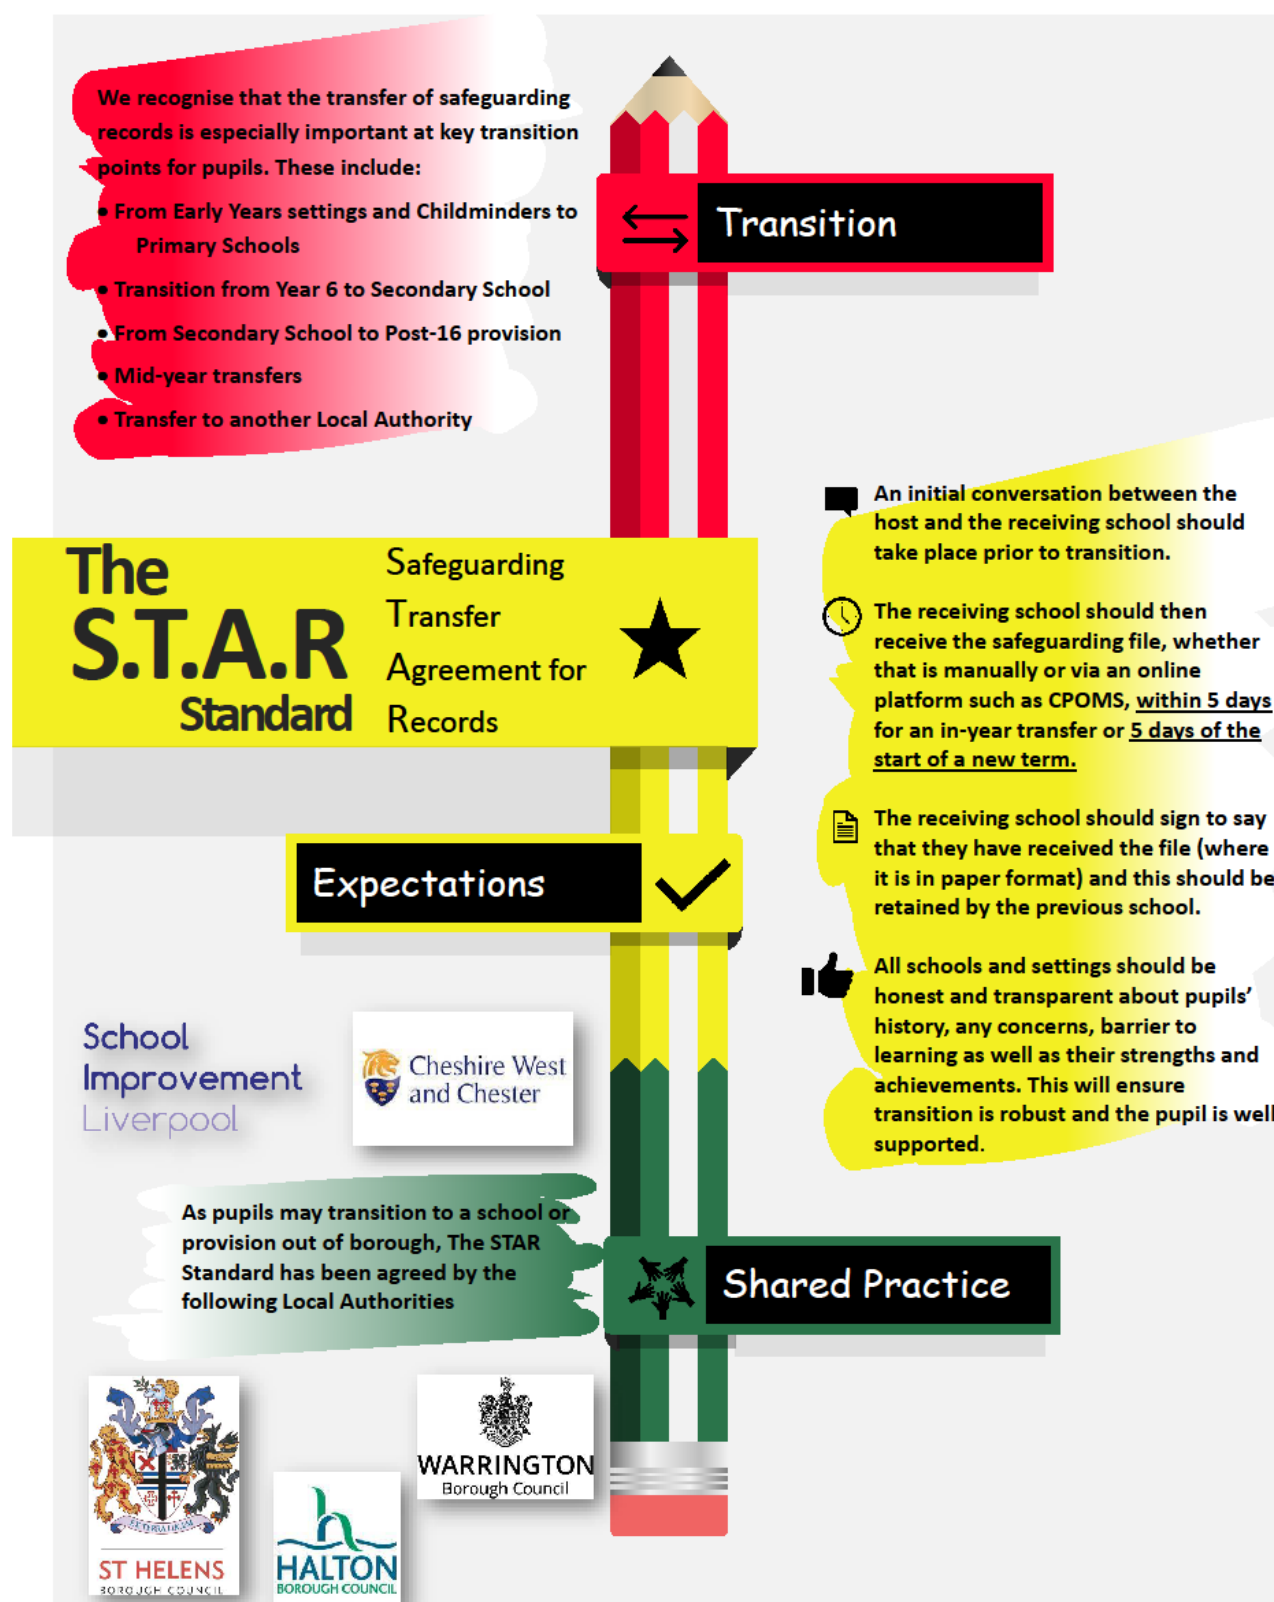 We recognise that the transfer of safeguarding
records is especially important at key transition
points for pupils. These include:
• From Early Years settings and Childminders to
Primary Schools
• Transition from Year 6 to Secondary School
• From Secondary School to Post-16 provision
• Mid-year transfers
• Transfer to another Local Authority
Transition
The
S.T.A.R
Standard
Safeguarding
Transfer
Agreement for
Records
An initial conversation between the
host and the receiving school should
take place prior to transition.
The receiving school should then
receive the safeguarding file, whether
that is manually or via an online
platform such as CPOMS, within 5 days
for an in-year transfer or 5 days of the
start of a new term.
The receiving school should sign to say
that they have received the file (where
it is in paper format) and this should be
retained by the previous school.
All schools and settings should be
honest and transparent about pupils'
history, any concerns, barrier to
learning as well as their strengths and
achievements. This will ensure
transition is robust and the pupil is well
supported.
Expectations
School
Improvement
Liverpool
Cheshire West
and Chester
As pupils may transition to a school or
provision out of borough, The STAR
Standard has been agreed by the
following Local Authorities
Shared Practice
ST HELENS
BOROUGH COUNCIL
HALTON
BOROUGH COUNCIL
WARRINGTON
Borough Council